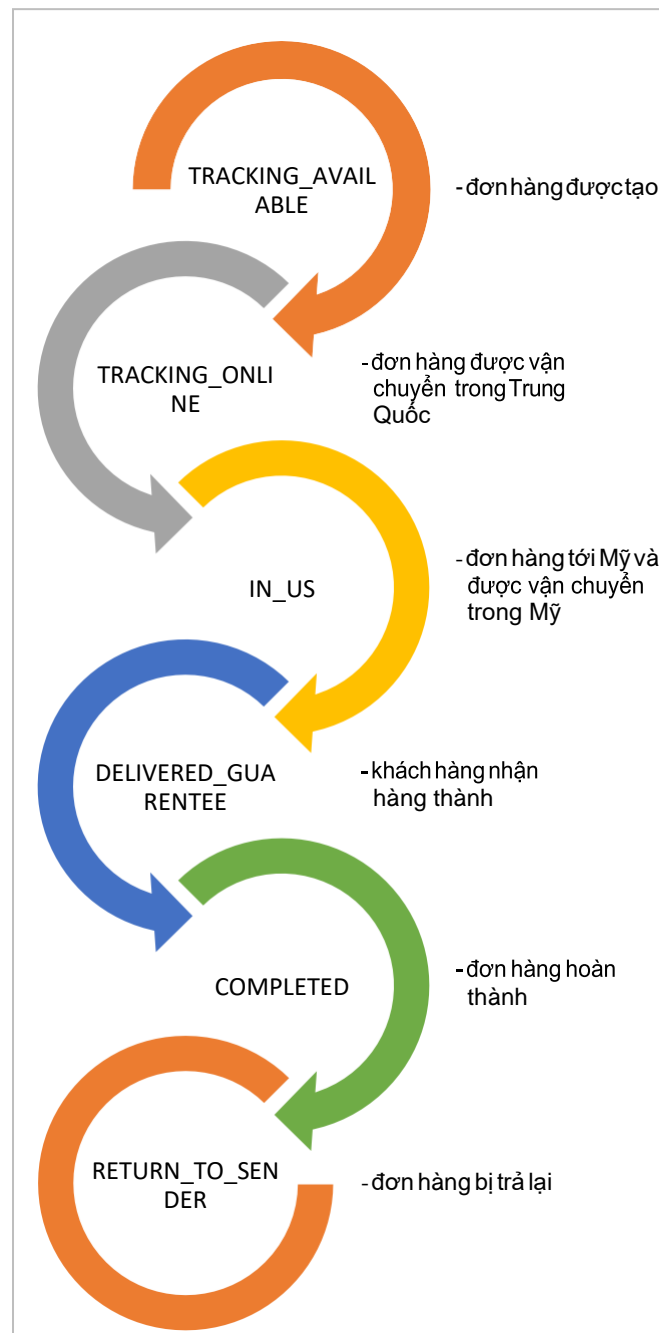 TRACKING_AVAIL
ABLE
-đơn hàng được tạo
TRACKING_ONLI
NE
-đơn hàng được vận
chuyển trong Trung
Quốc
IN_US
-đơn hàng tới Mỹ và
được vận chuyển
trong Mỹ
DELIVERED_GUA
RENTEE
-khách hàng nhận
hàng thành
COMPLETED
-đơn hàng hoàn
thành
RETURN_TO_SEN
DER
-đơn hàng bị trả lại